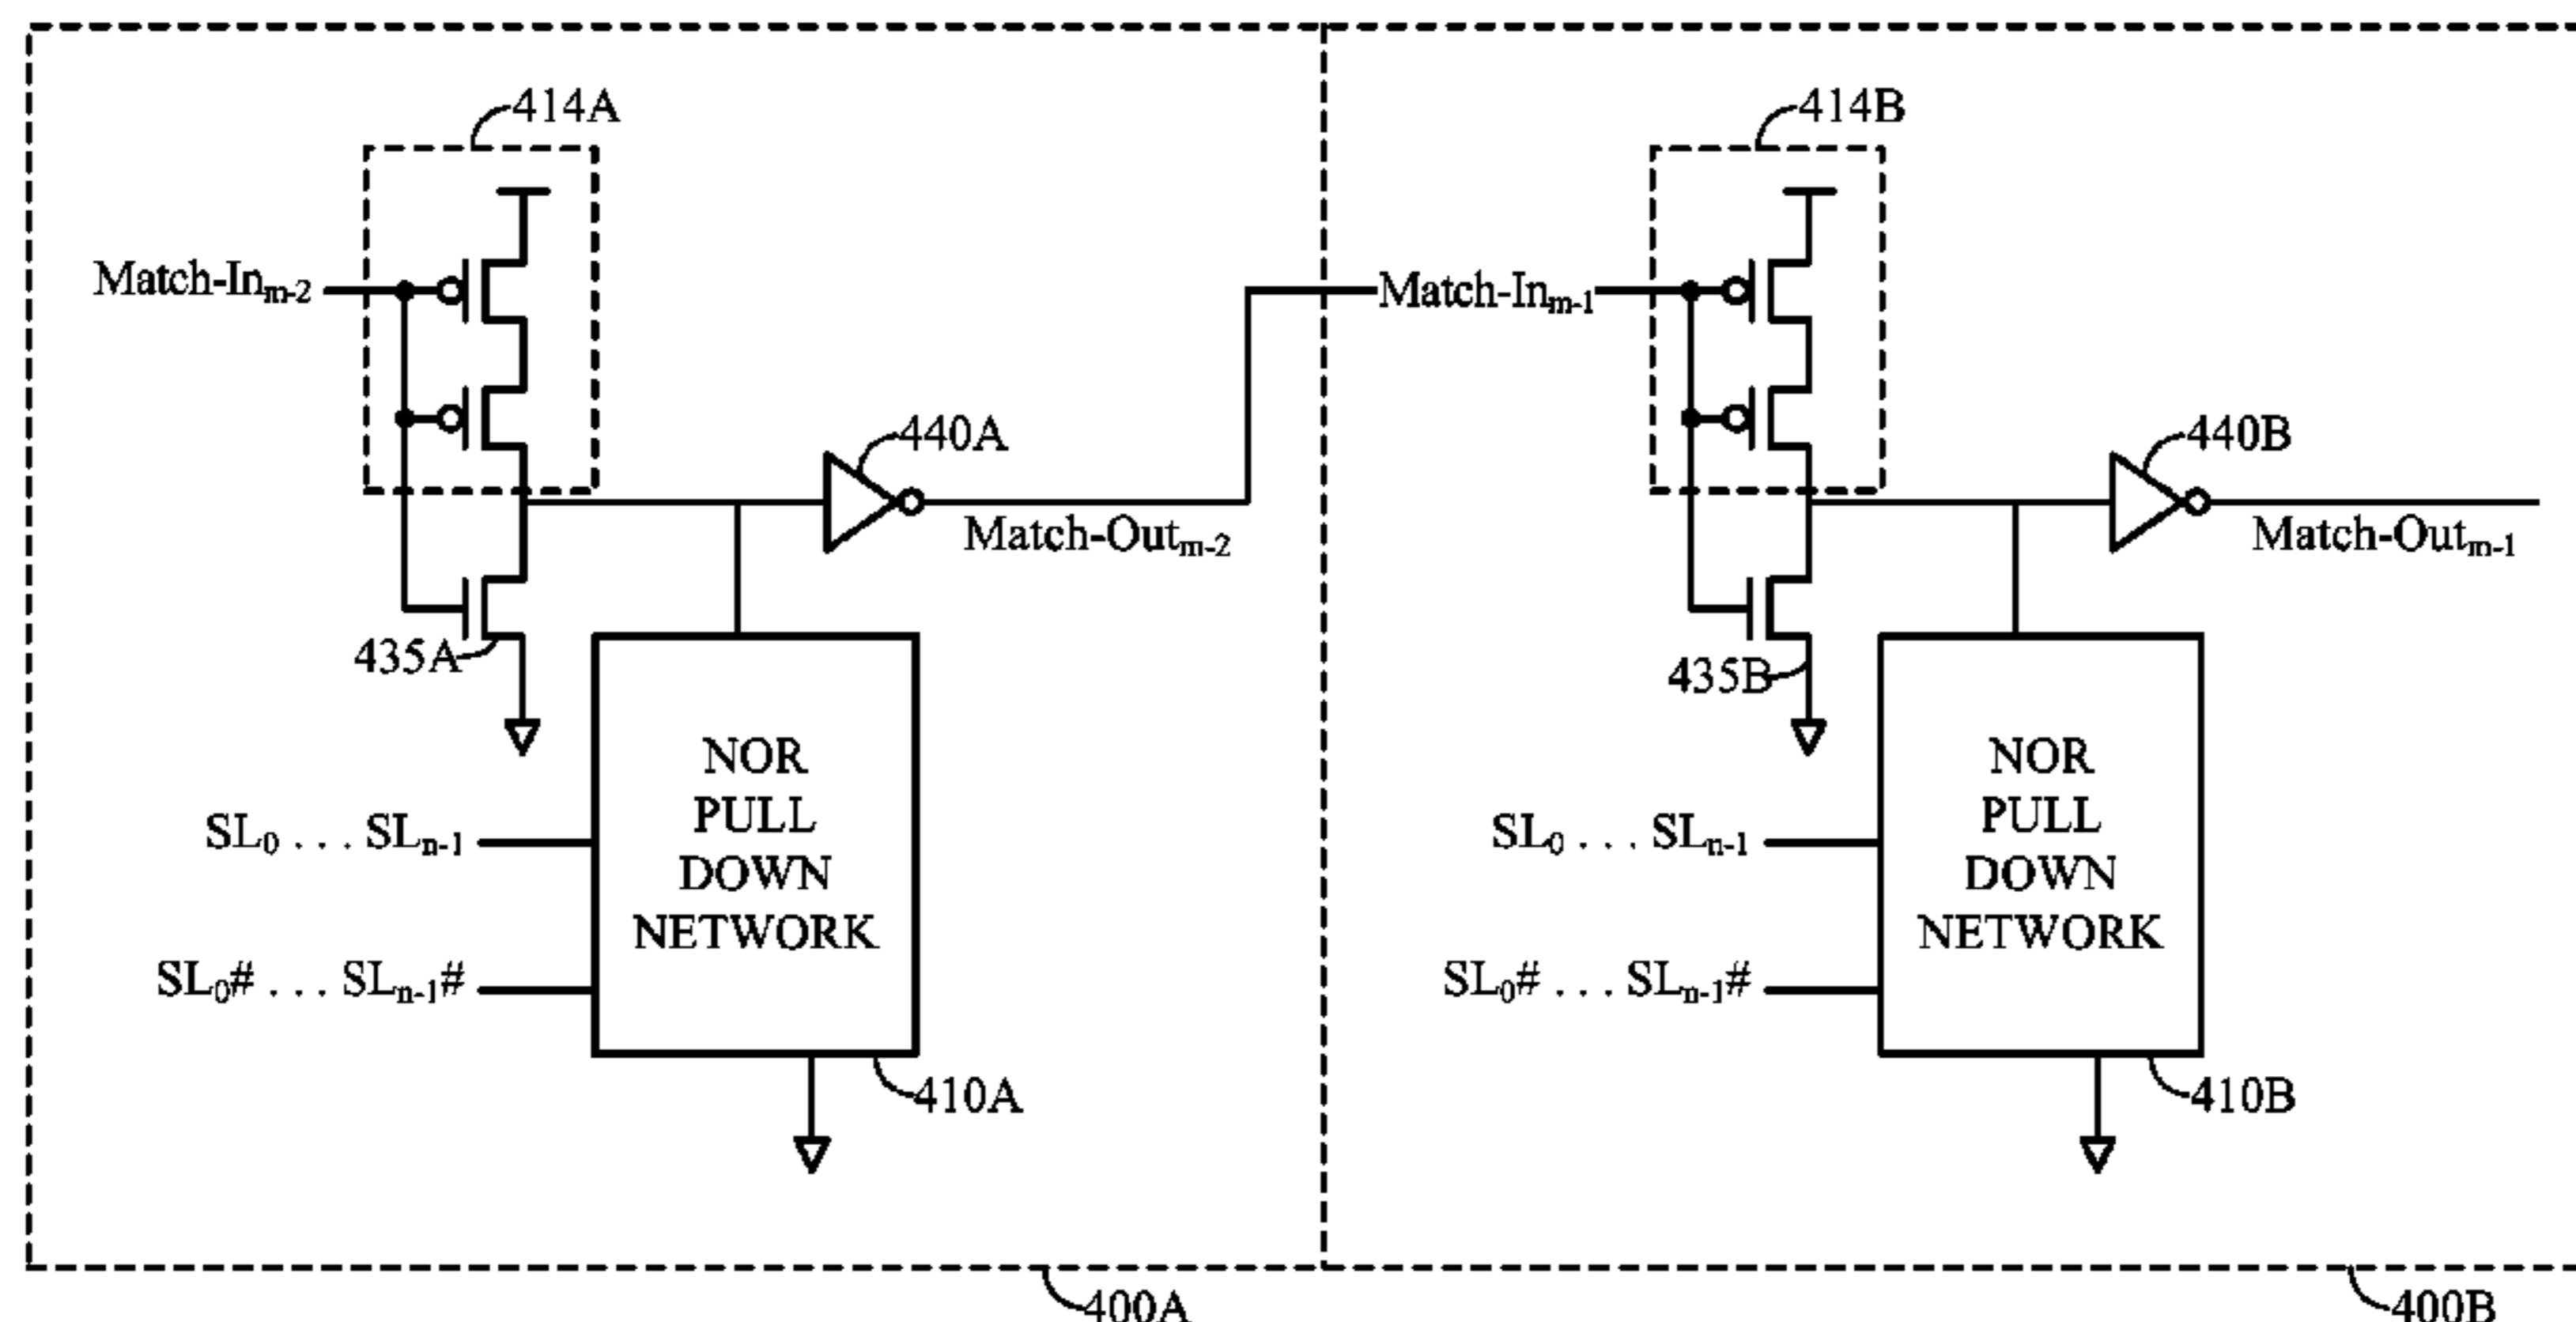 414A
414B
Match-Inm-2
Match-Inm-1
440A
440B
Match-Outm-2
Match-Outm-1
435A
435B
NOR
PULL
DOWN
NETWORK
NOR
PULL
DOWN
NETWORK
SL0 . . . SLn-1
SL0 . . . SLn-1
SL0# . . . SLn-1#
SL0# . . . SLn-1#
410A
410B
400A
400B